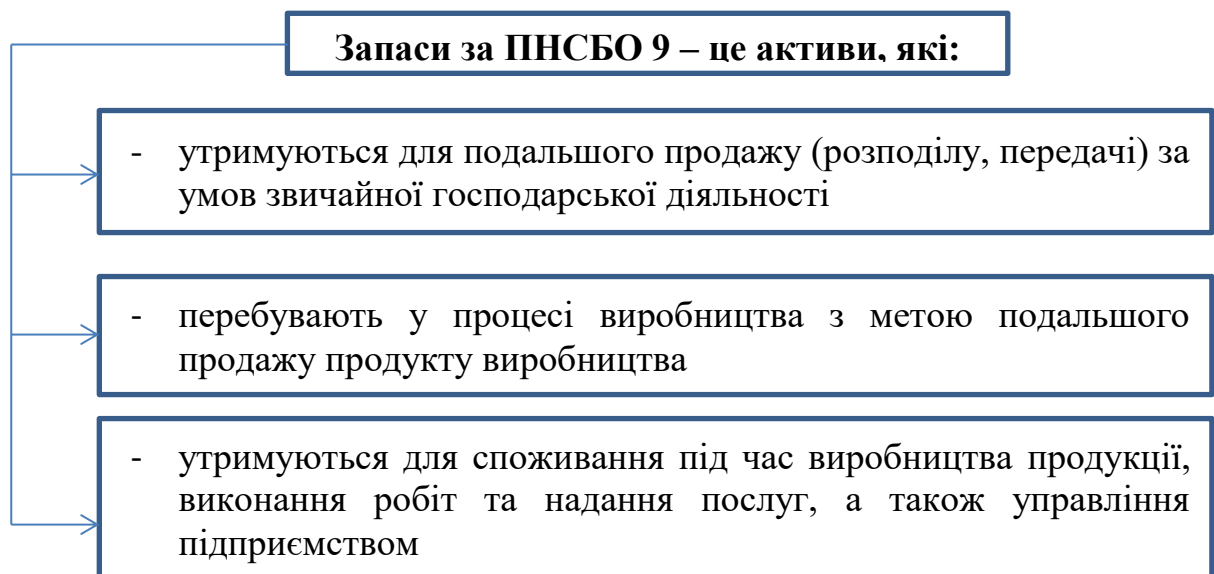 Запаси за ПНСБО 9 – це активи, які:
- утримуються для подальшого продажу (розподілу, передачі) за
умов звичайної господарської діяльності
- перебувають у процесі виробництва з метою подальшого
продажу продукту виробництва
- утримуються для споживання під час виробництва продукції,
виконання робіт та надання послуг, а також управління
підприємством